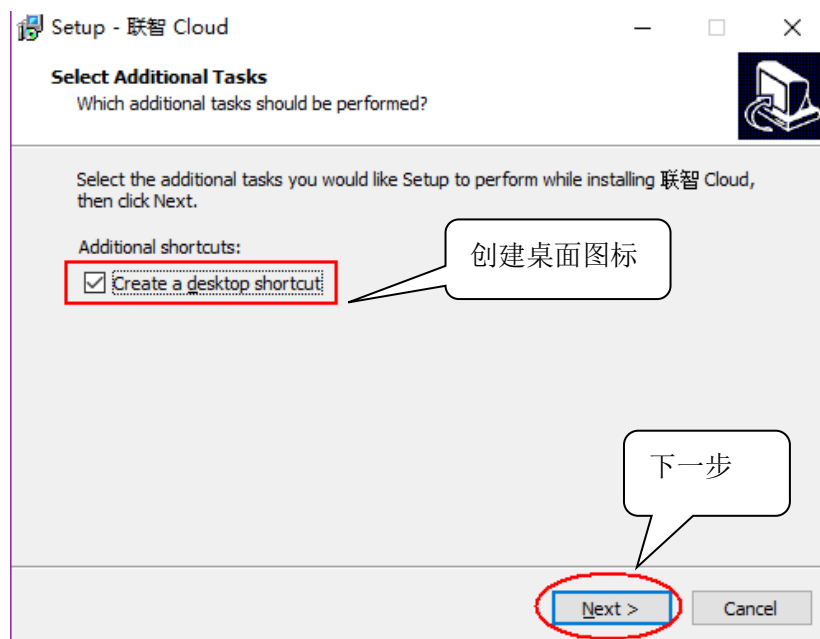 Setup - 联智 Cloud
Select Additional Tasks
Which additional tasks should be performed?
Select the additional tasks you would like Setup to perform while installing 联智 Cloud,
then click Next.
Additional shortcuts:
创建桌面图标
Create a desktop shortcut
下一步
Next >
Cancel